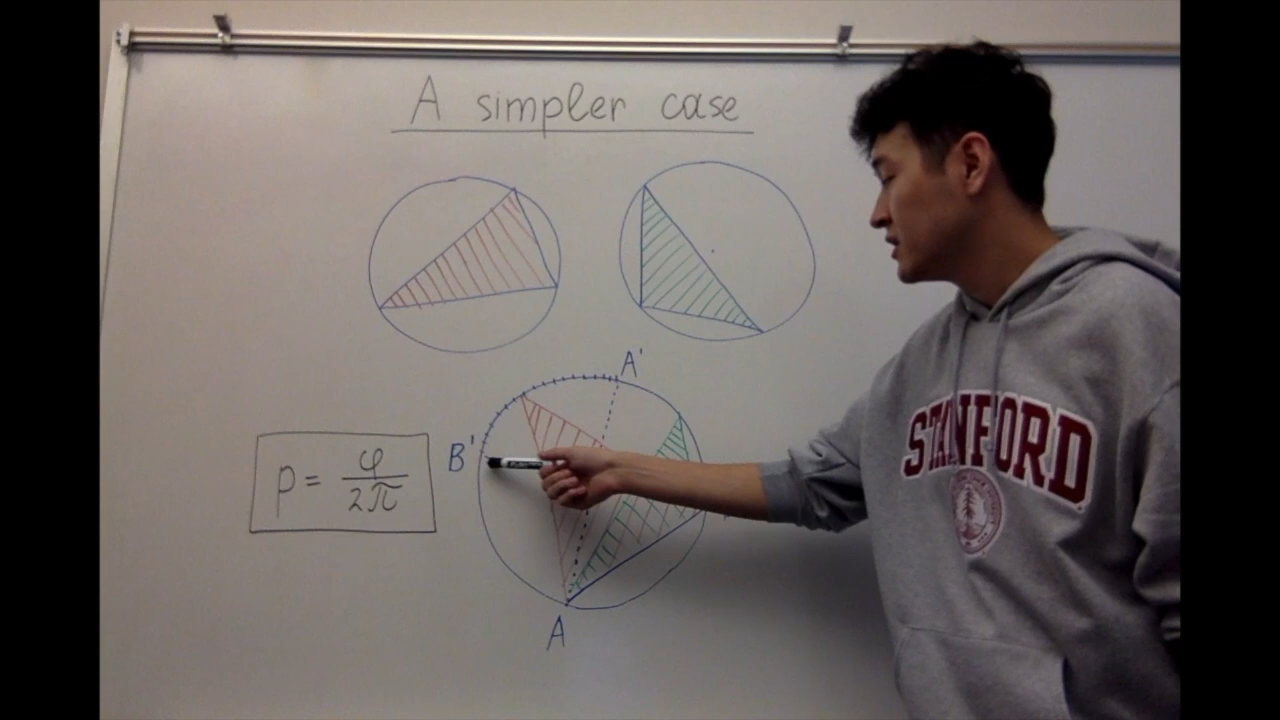 A simpler case
A'
B'
p = φ/2π
A
STANFORD